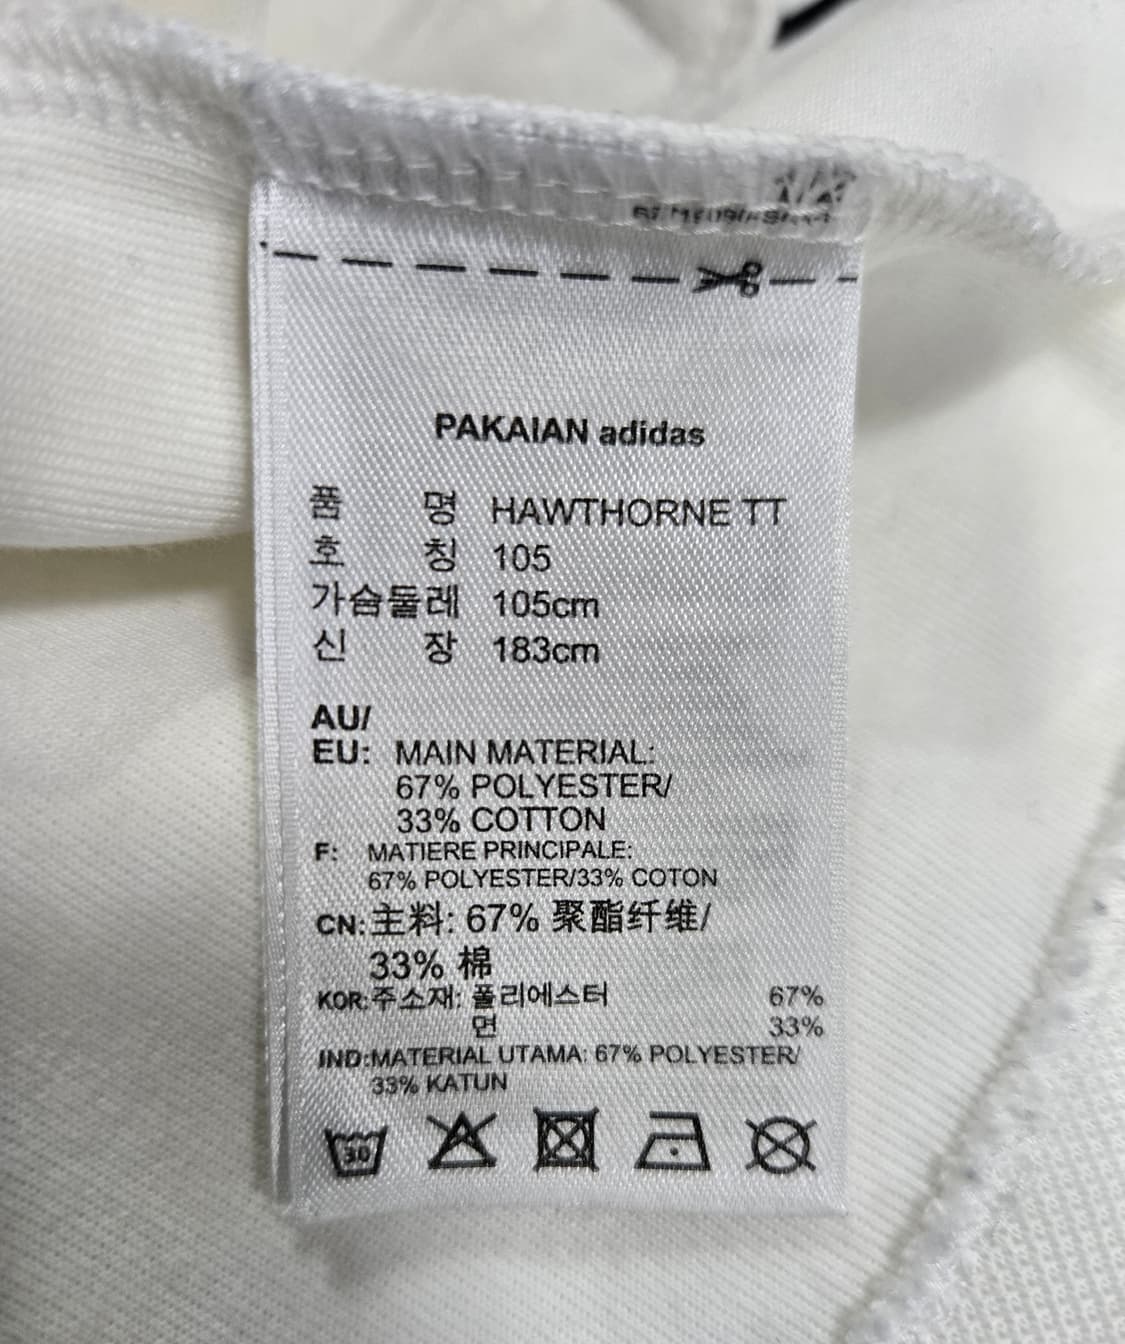 PAKAIAN adidas
품 명 HAWTHORNE TT
호 칭 105
가슴둘레 105cm
신 장 183cm
AU/
EU: MAIN MATERIAL:
67% POLYESTER/
33% COTTON
F: MATIERE PRINCIPALE:
67% POLYESTER/33% COTON
CN: 主料: 67% 聚酯纤维/
33% 棉
KOR: 주소재: 폴리에스터 67%
면 33%
IND:MATERIAL UTAMA: 67% POLYESTER/
33% KATUN
30